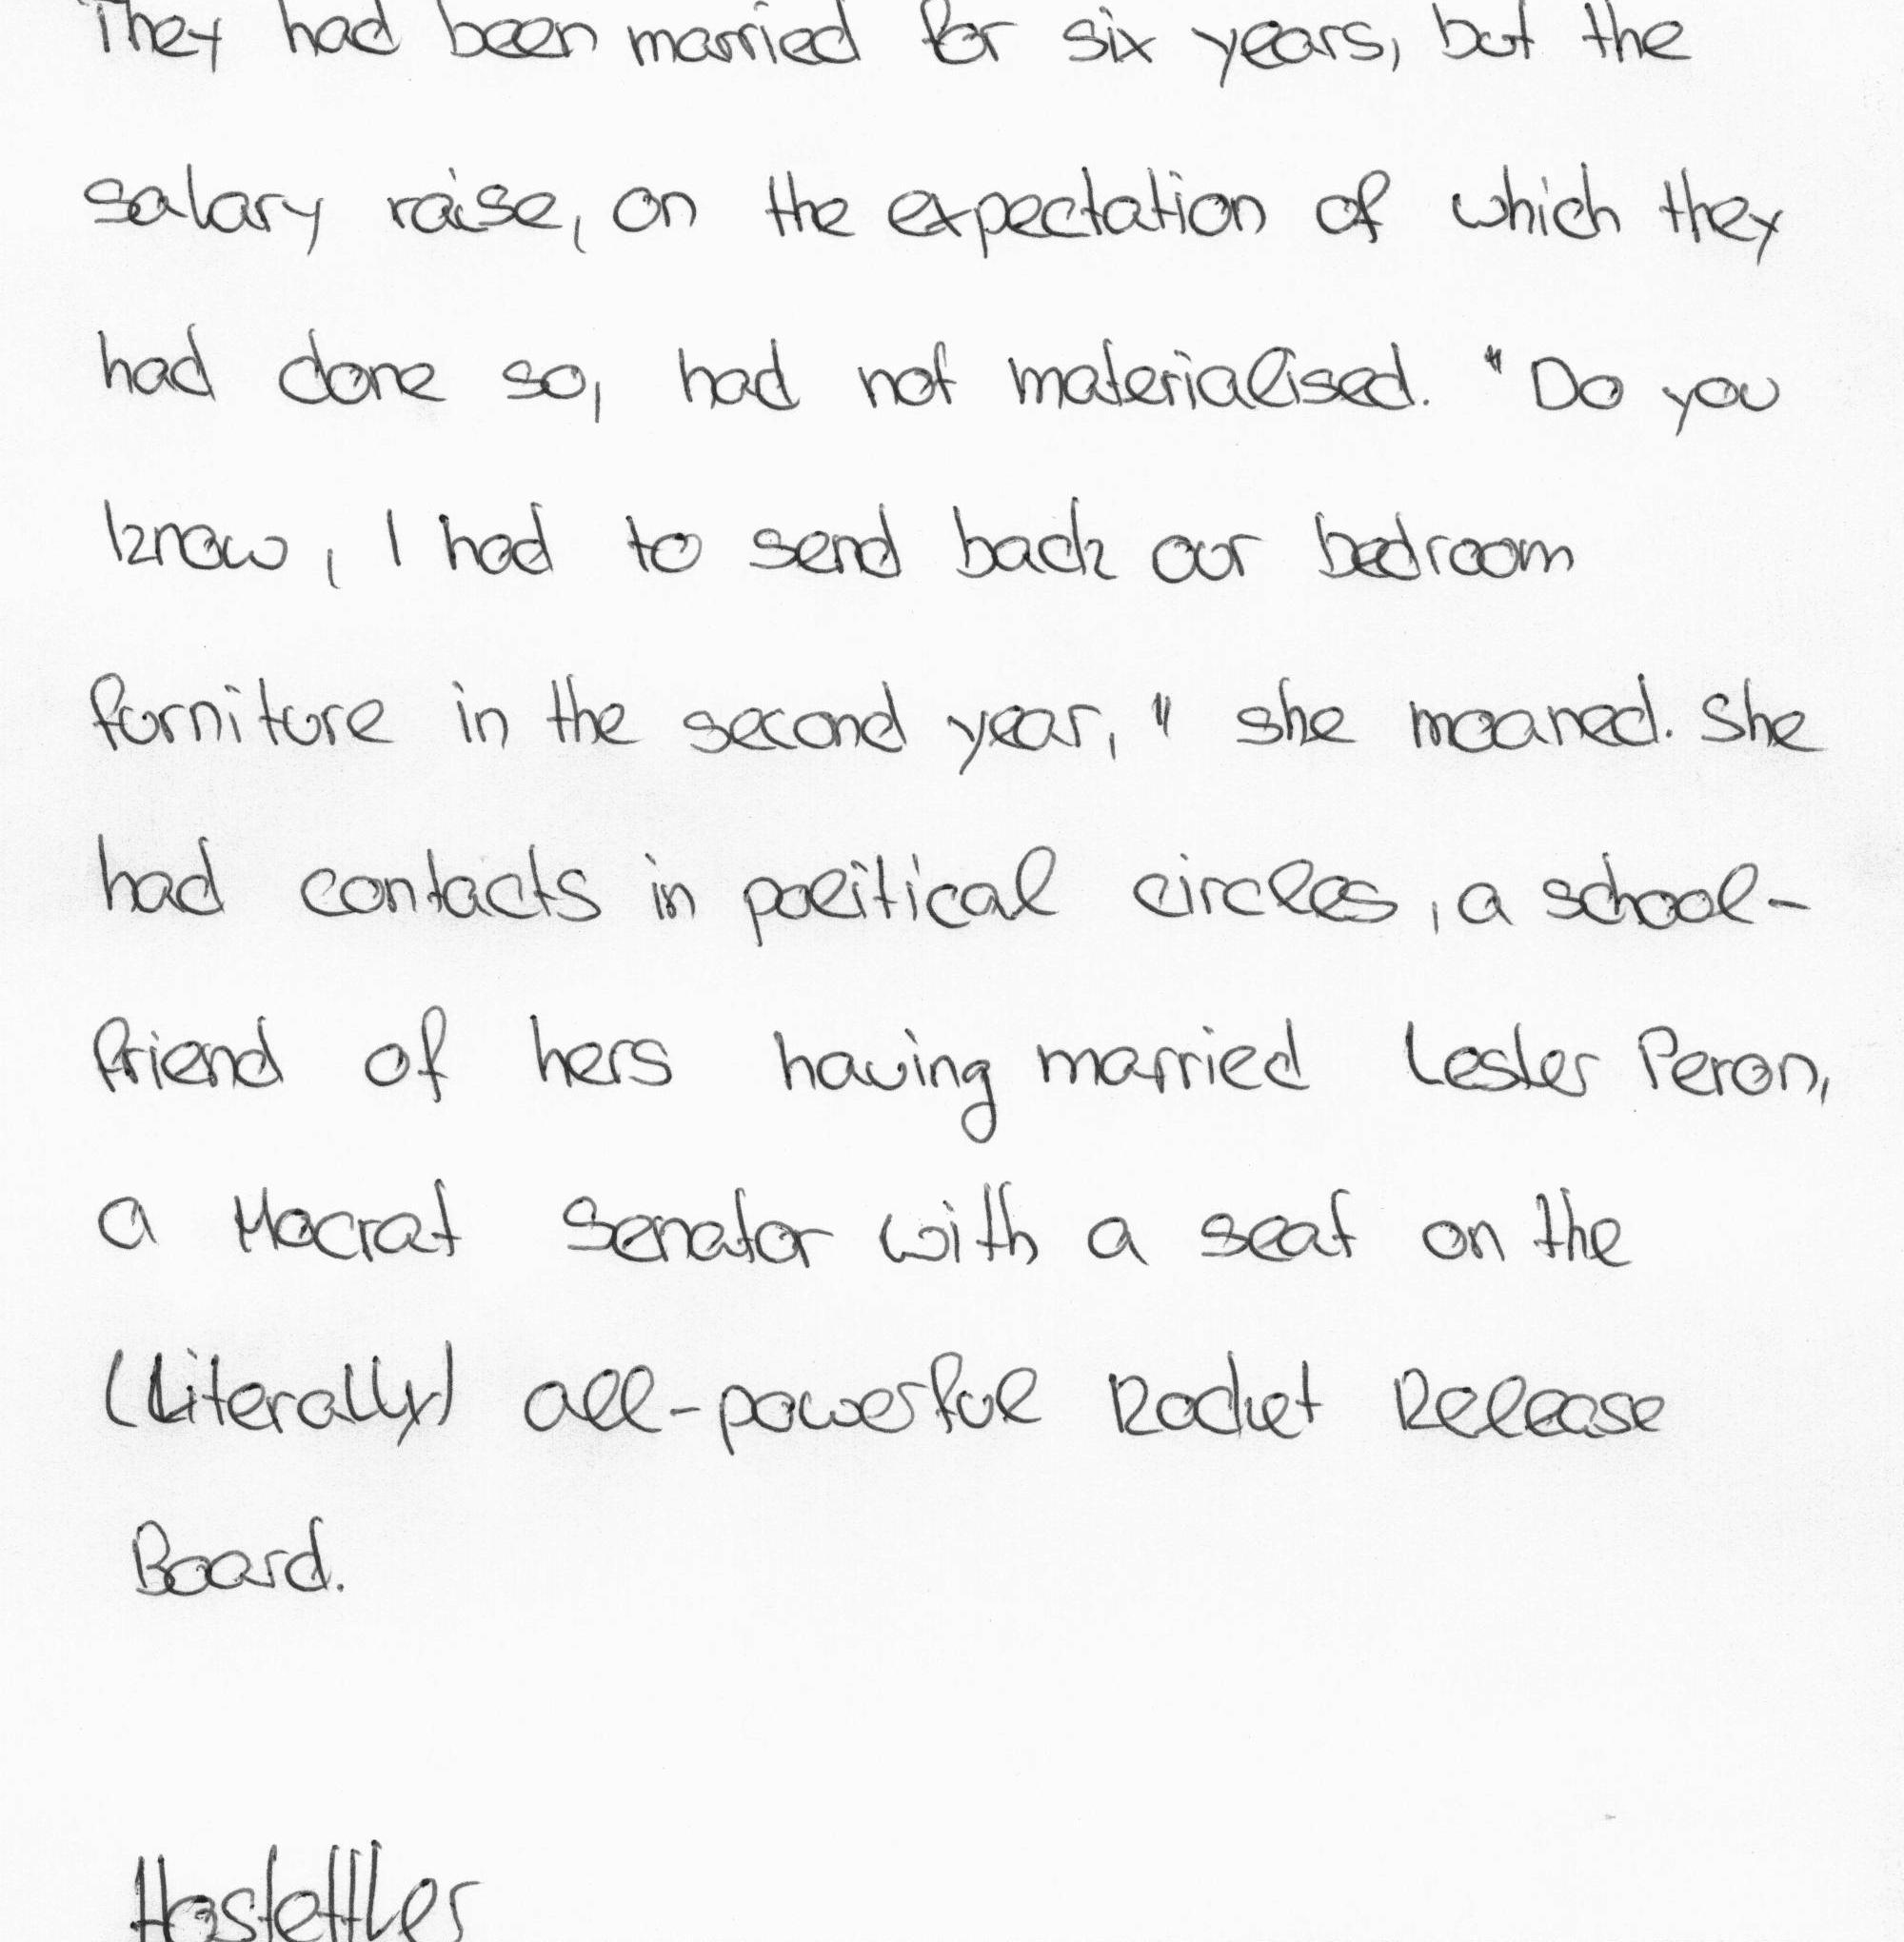 They had been married for six years, but the
salary raise, on the expectation of which they
had done so, had not materialised. "Do you
know, I had to send back our bedroom
furniture in the second year," she moaned. She
had contacts in political circles, a school-
friend of hers having married Lester Peron,
a Mocrat Senator with a seat on the
(Literally) all-powerful Rocket Release
Board.
Hostettler